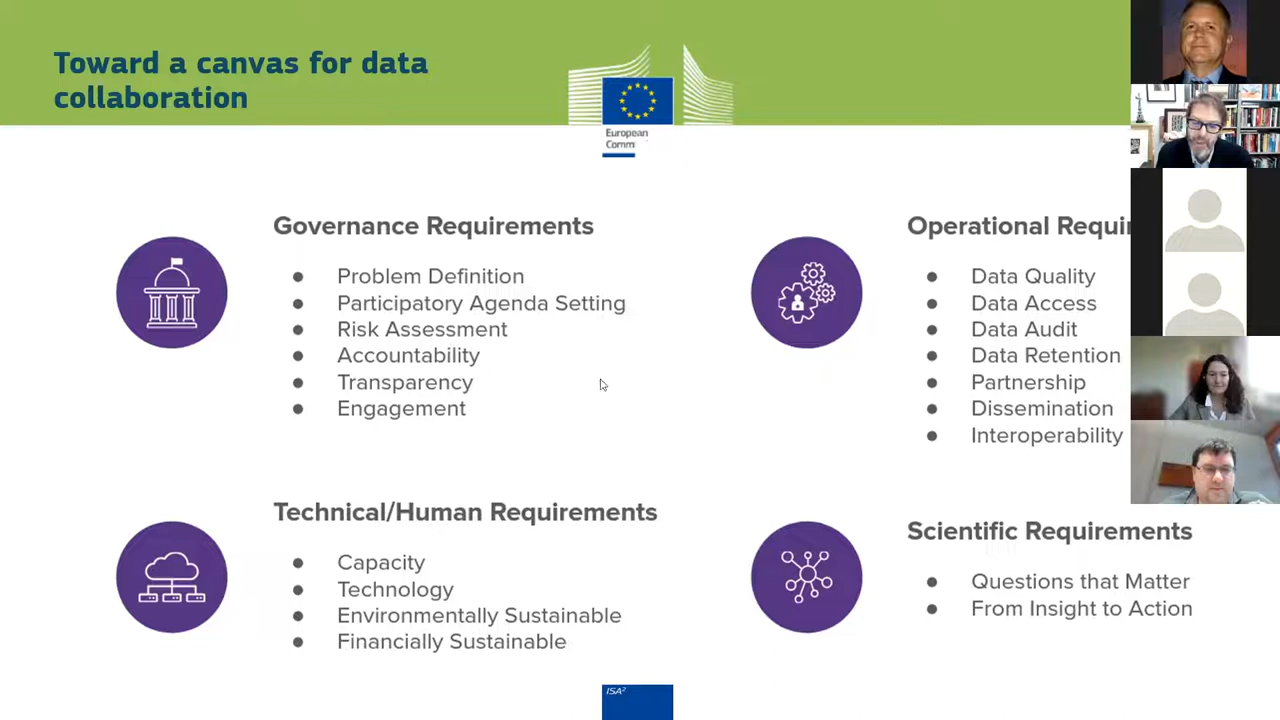 Toward a canvas for data
collaboration
European
Comm
Governance Requirements
Problem Definition
Participatory Agenda Setting
Risk Assessment
Accountability
Transparency
Engagement
Operational Requir
Data Quality
Data Access
Data Audit
Data Retention
Partnership
Dissemination
Interoperability
Technical/Human Requirements
Capacity
Technology
Environmentally Sustainable
Financially Sustainable
Scientific Requirements
Questions that Matter
From Insight to Action
ISA²